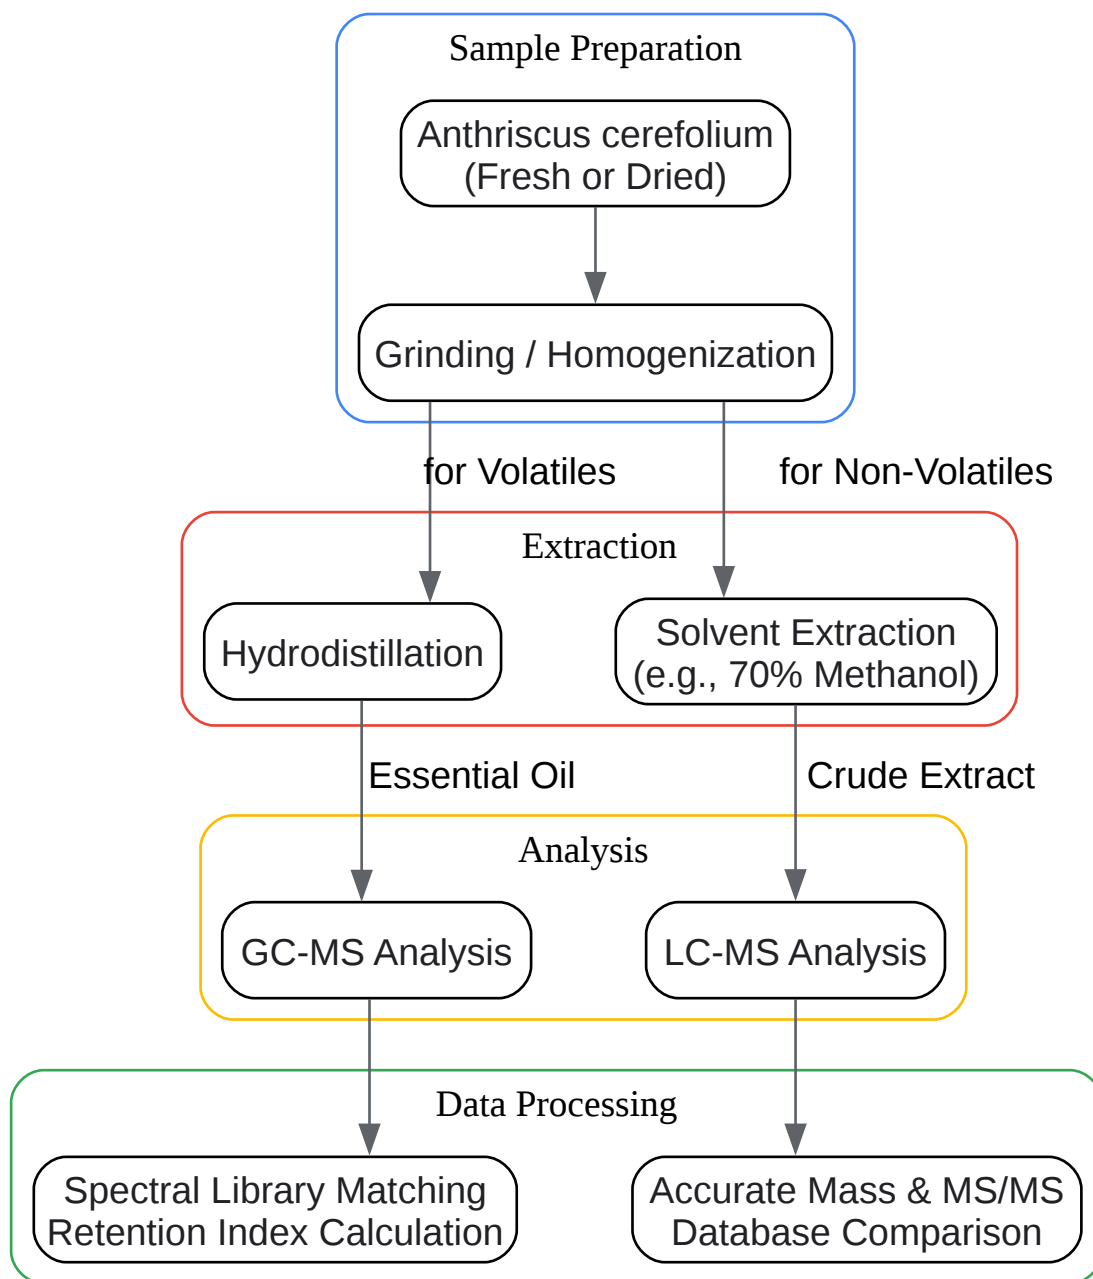 Sample Preparation
Anthriscus cerefolium
(Fresh or Dried)
Grinding / Homogenization
for Volatiles
for Non-Volatiles
Extraction
Hydrodistillation
Solvent Extraction
(e.g., 70% Methanol)
Essential Oil
Crude Extract
Analysis
GC-MS Analysis
LC-MS Analysis
Data Processing
Spectral Library Matching
Retention Index Calculation
Accurate Mass & MS/MS
Database Comparison